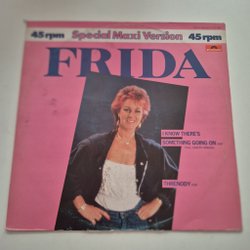 45 rpm Special Maxi Version 45 rpm
FRIDA
I KNOW THERE'S
SOMETHING GOING ON
THRENODY